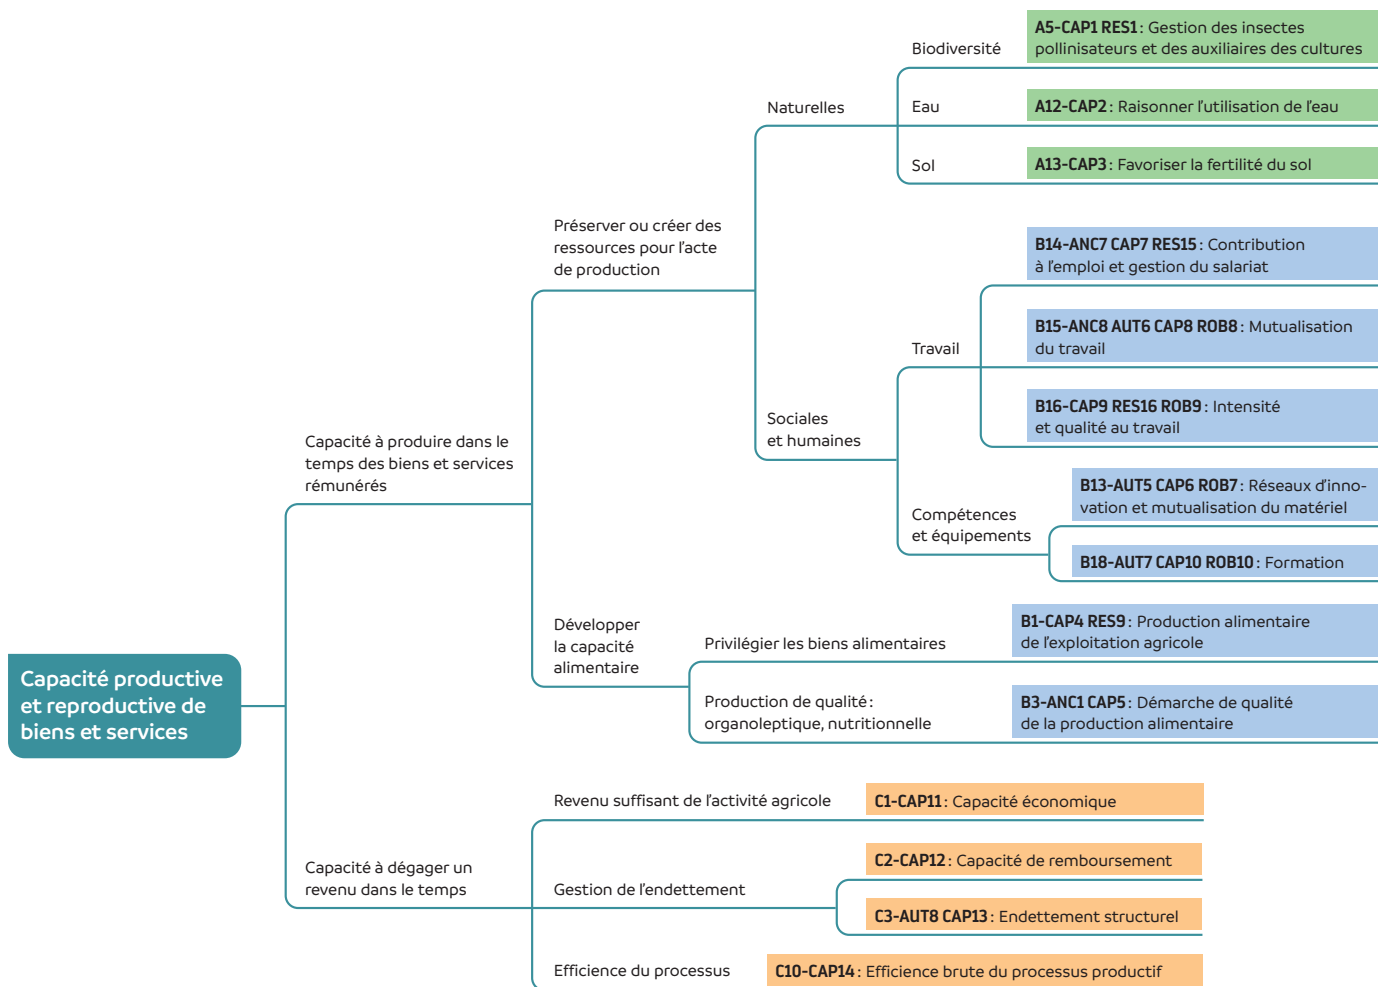 A5-CAP1 RES1 : Gestion des insectes
pollinisateurs et des auxiliaires des cultures
Biodiversité
Naturelles
Eau
A12-CAP2 : Raisonner l'utilisation de l'eau
Sol
A13-CAP3 : Favoriser la fertilité du sol
Préserver ou créer des
ressources pour l'acte
de production
B14-ANC7 CAP7 RES15 : Contribution
à l'emploi et gestion du salariat
Travail
B15-ANC8 AUT6 CAP8 ROB8 : Mutualisation
du travail
B16-CAP9 RES16 ROB9 : Intensité
et qualité au travail
Sociales
et humaines
Capacité à produire dans le
temps des biens et services
rémunérés
Compétences
et équipements
B13-AUT5 CAP6 ROB7 : Réseaux d'inno-
vation et mutualisation du matériel
B18-AUT7 CAP10 ROB10 : Formation
Développer
la capacité
alimentaire
Privilégier les biens alimentaires
B1-CAP4 RES9 : Production alimentaire
de l'exploitation agricole
Production de qualité :
organoleptique, nutritionnelle
B3-ANC1 CAP5 : Démarche de qualité
de la production alimentaire
Capacité productive
et reproductive de
biens et services
Revenu suffisant de l'activité agricole
C1-CAP11 : Capacité économique
Capacité à dégager un
revenu dans le temps
Gestion de l'endettement
C2-CAP12 : Capacité de remboursement
C3-AUT8 CAP13 : Endettement structurel
Efficience du processus
C10-CAP14 : Efficience brute du processus productif